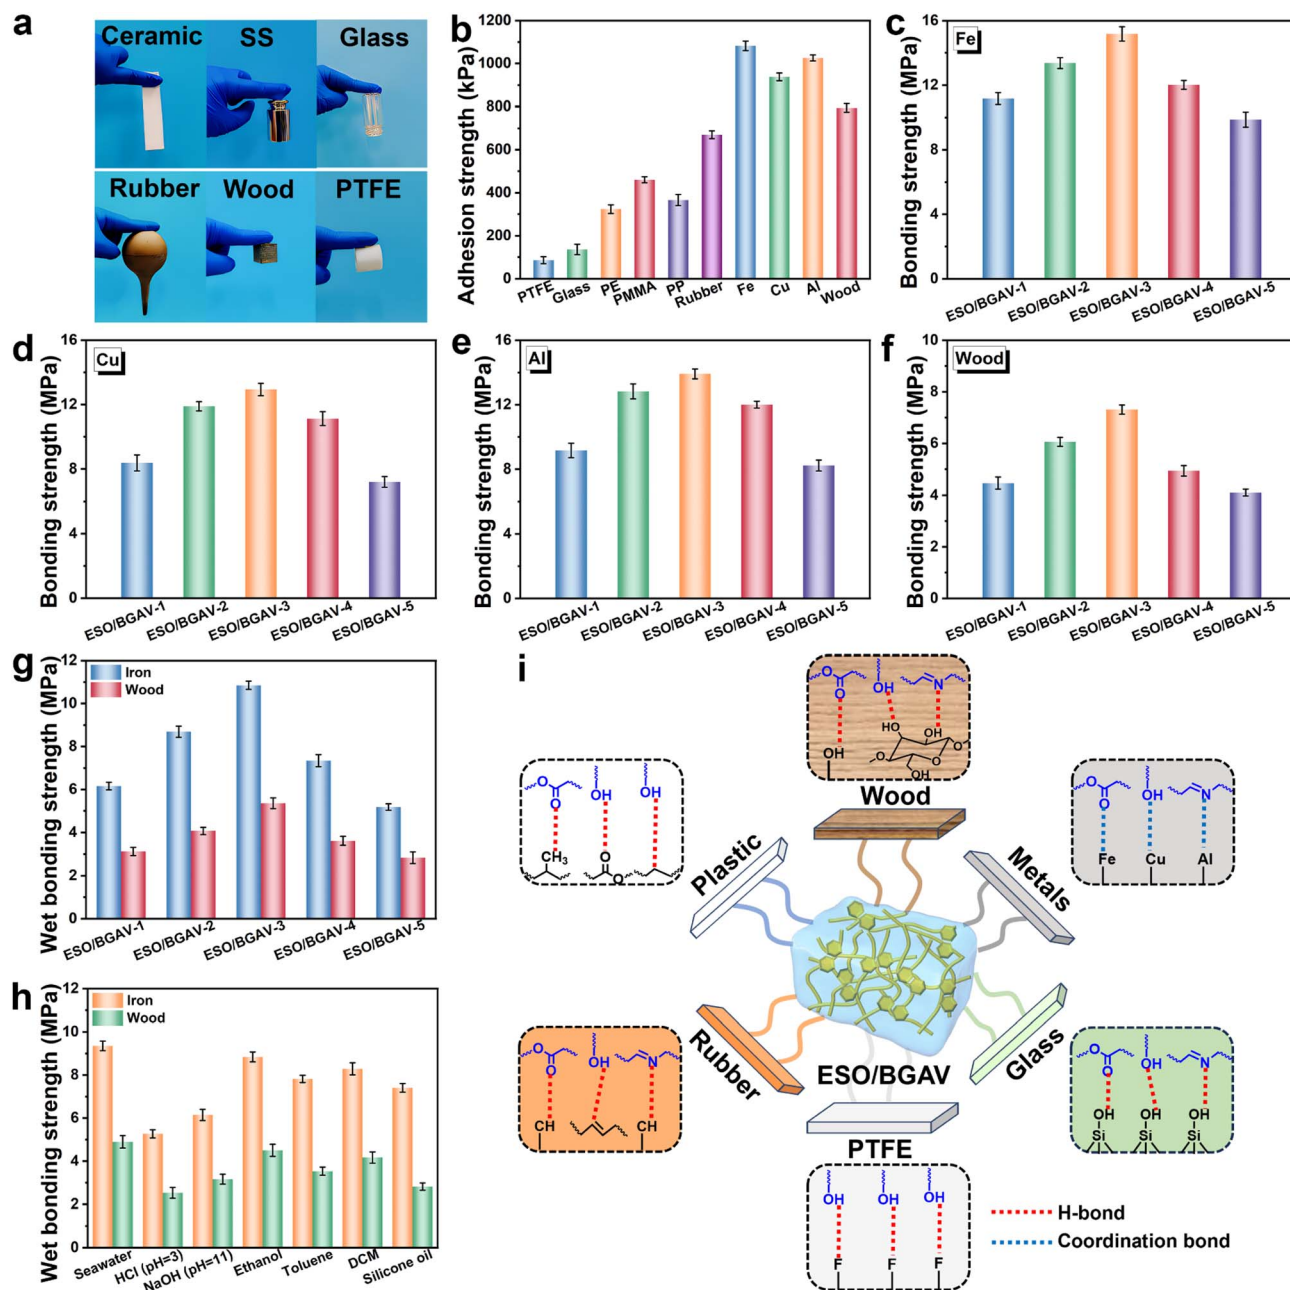 a
Ceramic SS Glass
Rubber Wood PTFE
b
Adhesion strength (kPa)
1200
1000
800
600
400
200
0
PTFE Glass PE PMMA PP Rubber Fe Cu Al Wood
c
Fe
Bonding strength (MPa)
16
12
8
4
0
ESO/BGAV-1 ESO/BGAV-2 ESO/BGAV-3 ESO/BGAV-4 ESO/BGAV-5
d
Cu
Bonding strength (MPa)
16
12
8
4
0
ESO/BGAV-1 ESO/BGAV-2 ESO/BGAV-3 ESO/BGAV-4 ESO/BGAV-5
e
Al
Bonding strength (MPa)
16
12
8
4
0
ESO/BGAV-1 ESO/BGAV-2 ESO/BGAV-3 ESO/BGAV-4 ESO/BGAV-5
f
Wood
Bonding strength (MPa)
10
8
6
4
2
0
ESO/BGAV-1 ESO/BGAV-2 ESO/BGAV-3 ESO/BGAV-4 ESO/BGAV-5
g
Iron
Wood
Wet bonding strength (MPa)
12
10
8
6
4
2
0
ESO/BGAV-1 ESO/BGAV-2 ESO/BGAV-3 ESO/BGAV-4 ESO/BGAV-5
h
Iron
Wood
Wet bonding strength (MPa)
12
10
8
6
4
2
0
Seawater HCl (pH=3) NaOH (pH=11) Ethanol Toluene DCM Silicone oil
i
O O OH N
OH HO OH O O OH
Wood
O O OH OH
CH3 O O
Plastic
O O OH N
Fe Cu Al
Metals
O O OH N
CH CH
Rubber
ESO/BGAV
O O OH N
OH OH OH
Si Si Si
Glass
PTFE
OH OH OH
F F F
H-bond
Coordination bond